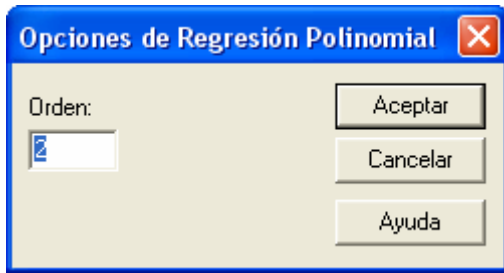 Opciones de Regresión Polinomial
Orden:
2
Aceptar
Cancelar
Ayuda